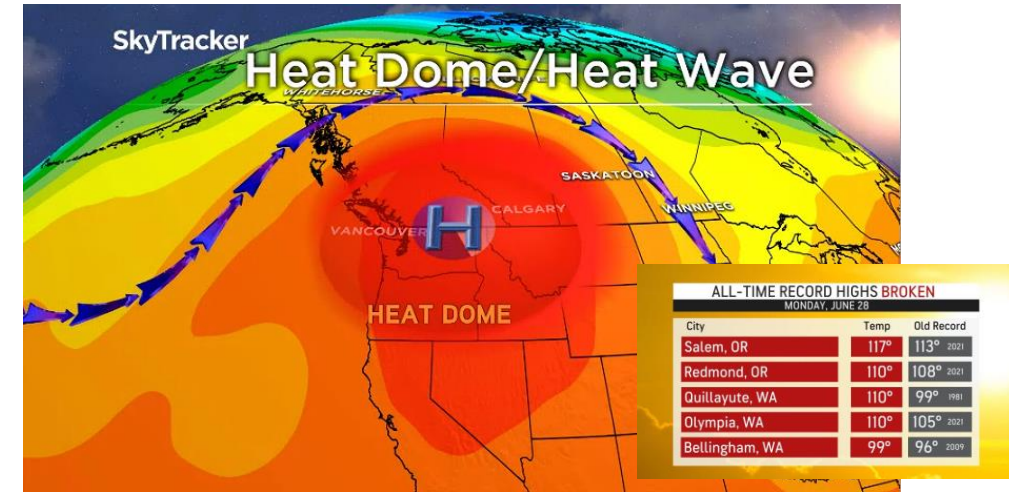 SkyTracker
Heat Dome/Heat Wave
WHITEHORSE
SASKATOON
CALGARY
WINNIPEG
VANCOUVER
H
HEAT DOME
ALL-TIME RECORD HIGHS BROKEN
MONDAY, JUNE 28
City Temp Old Record
Salem, OR 117° 113° 2021
Redmond, OR 110° 108° 2021
Quillayute, WA 110° 99° 1981
Olympia, WA 110° 105° 2021
Bellingham, WA 99° 96° 2009